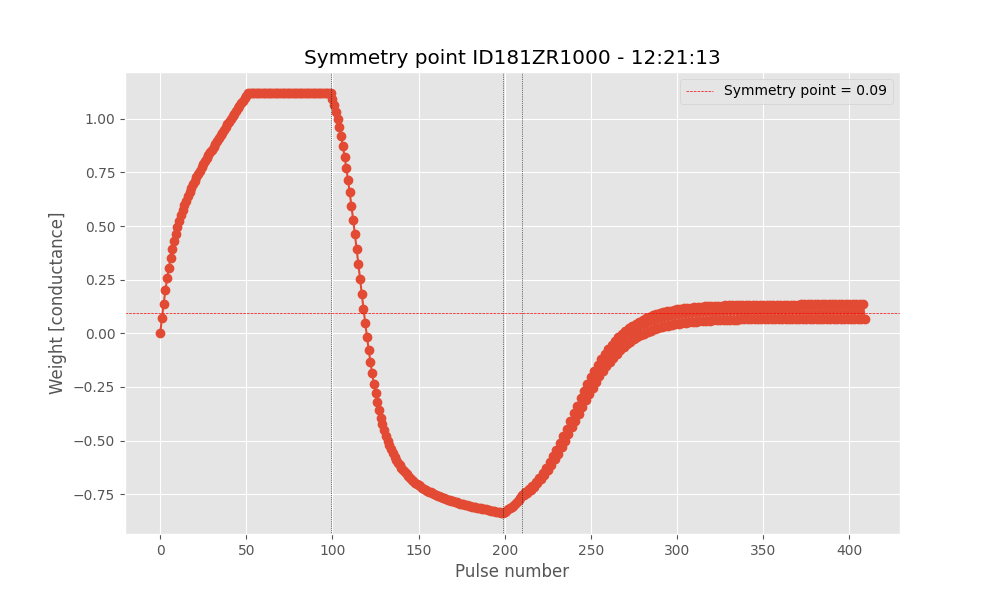 Symmetry point ID181ZR1000 - 12:21:13
Symmetry point = 0.09
Weight [conductance]
1.00
0.75
0.50
0.25
0.00
−0.25
−0.50
−0.75
0 50 100 150 200 250 300 350 400
Pulse number